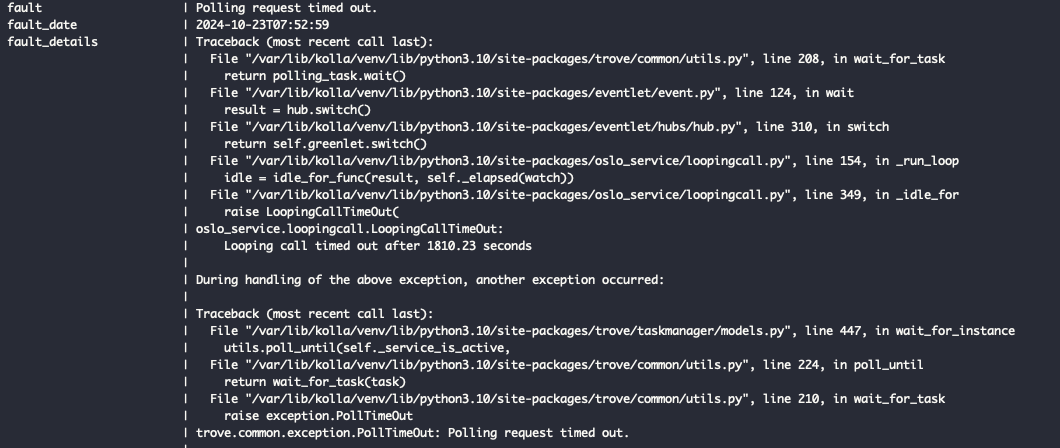 fault | Polling request timed out.
fault_date | 2024-10-23T07:52:59
fault_details | Traceback (most recent call last):
| File "/var/lib/kolla/venv/lib/python3.10/site-packages/trove/common/utils.py", line 208, in wait_for_task
| return polling_task.wait()
| File "/var/lib/kolla/venv/lib/python3.10/site-packages/eventlet/event.py", line 124, in wait
| result = hub.switch()
| File "/var/lib/kolla/venv/lib/python3.10/site-packages/eventlet/hubs/hub.py", line 310, in switch
| return self.greenlet.switch()
| File "/var/lib/kolla/venv/lib/python3.10/site-packages/oslo_service/loopingcall.py", line 154, in _run_loop
| idle = idle_for_func(result, self._elapsed(watch))
| File "/var/lib/kolla/venv/lib/python3.10/site-packages/oslo_service/loopingcall.py", line 349, in _idle_for
| raise LoopingCallTimeOut(
| oslo_service.loopingcall.LoopingCallTimeOut:
| Looping call timed out after 1810.23 seconds
|
| During handling of the above exception, another exception occurred:
|
| Traceback (most recent call last):
| File "/var/lib/kolla/venv/lib/python3.10/site-packages/trove/taskmanager/models.py", line 447, in wait_for_instance
| utils.poll_until(self._service_is_active,
| File "/var/lib/kolla/venv/lib/python3.10/site-packages/trove/common/utils.py", line 224, in poll_until
| return wait_for_task(task)
| File "/var/lib/kolla/venv/lib/python3.10/site-packages/trove/common/utils.py", line 210, in wait_for_task
| raise exception.PollTimeOut
| trove.common.exception.PollTimeOut: Polling request timed out.
|